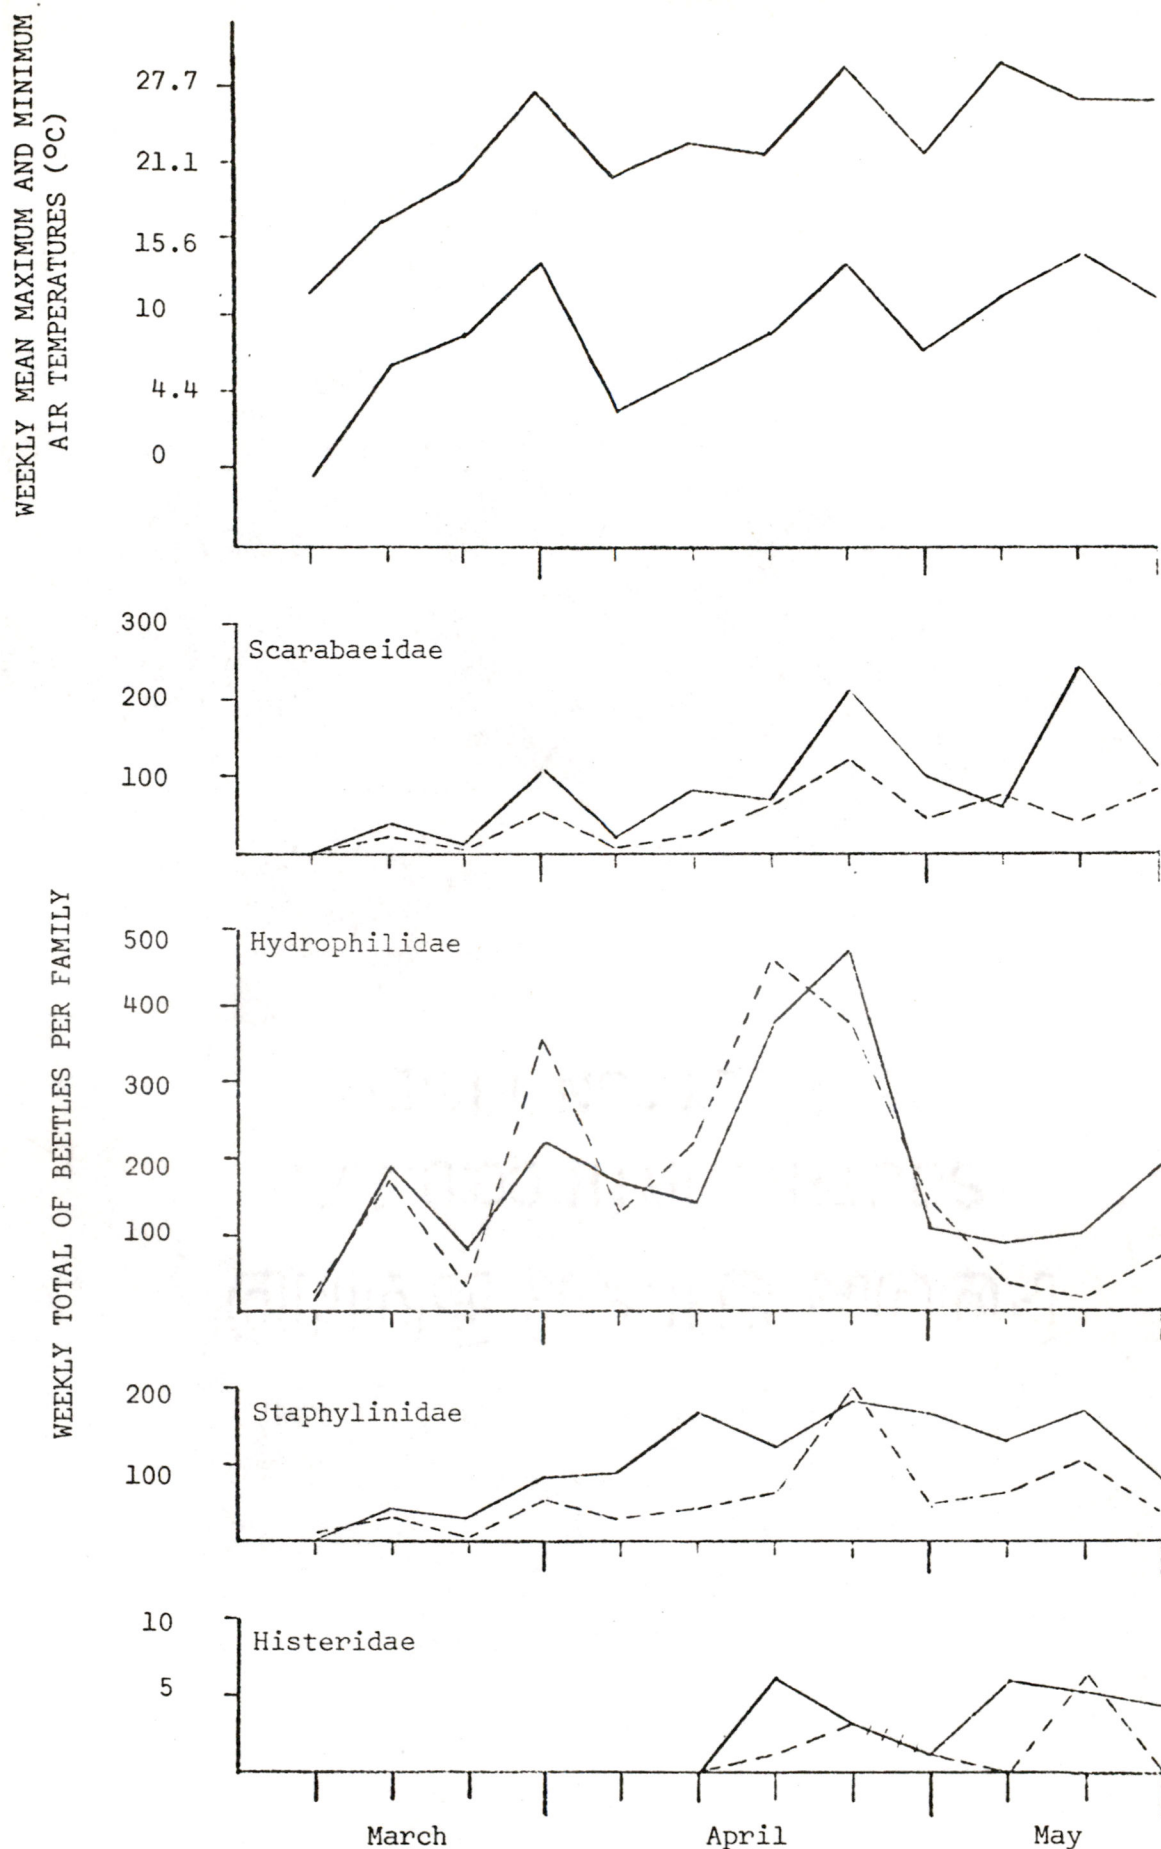 WEEKLY MEAN MAXIMUM AND MINIMUM
AIR TEMPERATURES (°C)
27.7
21.1
15.6
10
4.4
0
WEEKLY TOTAL OF BEETLES PER FAMILY
300
200
100
Scarabaeidae
500
400
300
200
100
Hydrophilidae
200
100
Staphylinidae
10
5
Histeridae
March
April
May